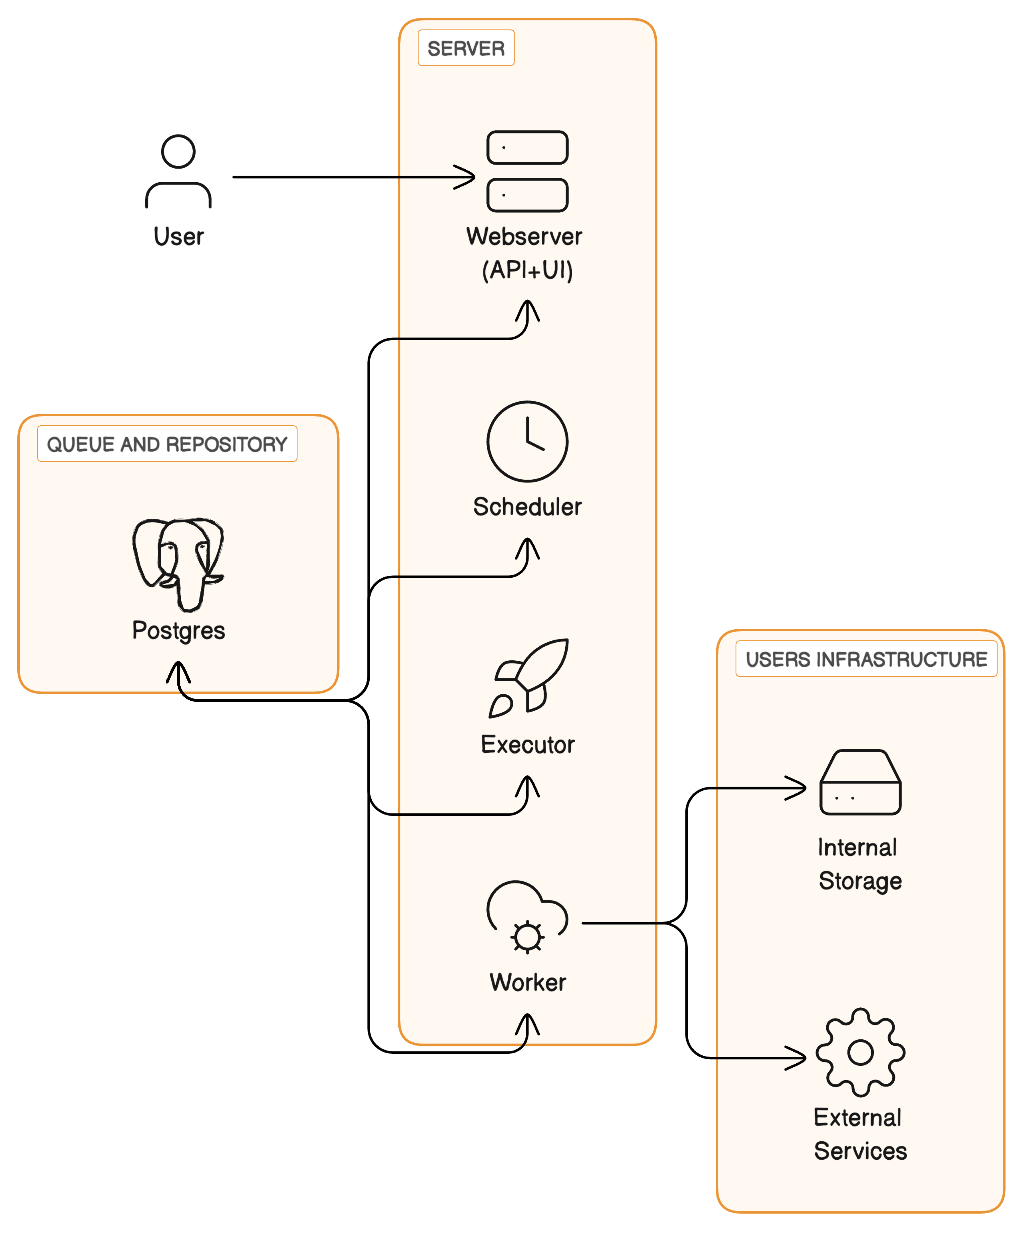 SERVER
User
Webserver
(API+UI)
QUEUE AND REPOSITORY
Scheduler
Postgres
USERS INFRASTRUCTURE
Executor
Internal
Storage
Worker
External
Services